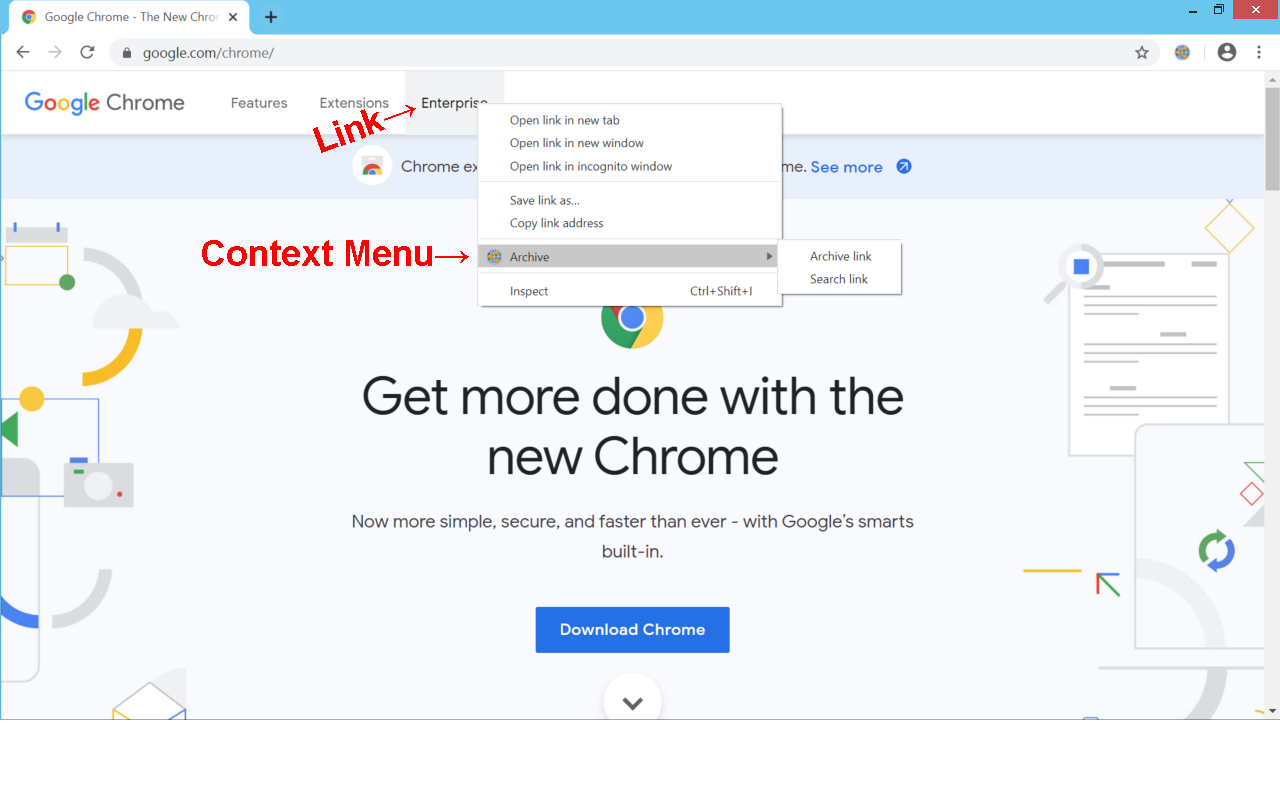 Google Chrome - The New Chro
google.com/chrome/
Google Chrome
Features
Extensions
Enterprise
Link→
Open link in new tab
Open link in new window
Open link in incognito window
Chrome ex
me. See more
Save link as...
Copy link address
Context Menu→
Archive
Archive link
Search link
Inspect Ctrl+Shift+I
Get more done with the
new Chrome
Now more simple, secure, and faster than ever - with Google’s smarts
built-in.
Download Chrome